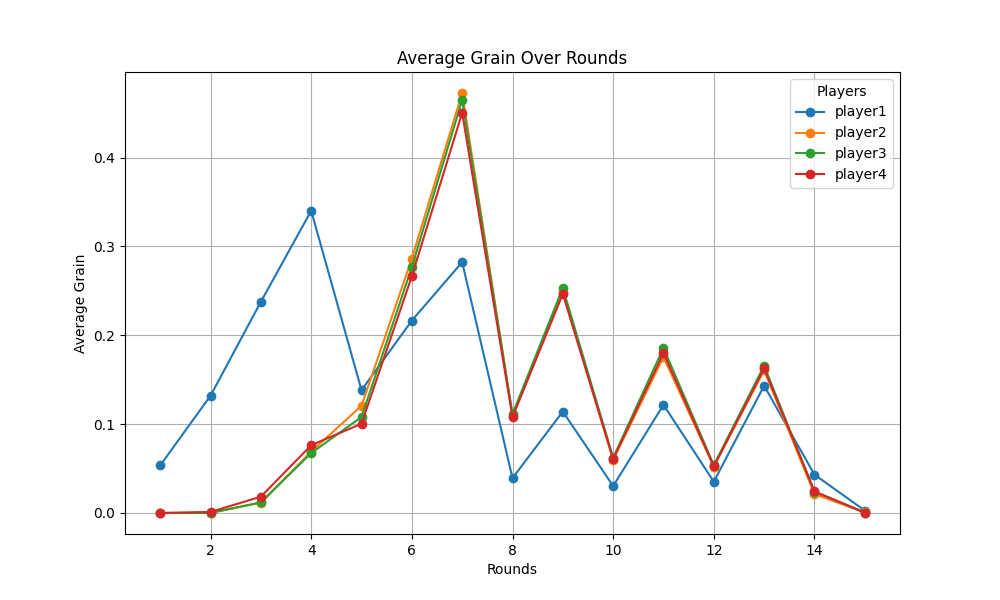 Average Grain Over Rounds
Players
player1
player2
player3
player4
Average Grain
0.4
0.3
0.2
0.1
0.0
2 4 6 8 10 12 14
Rounds